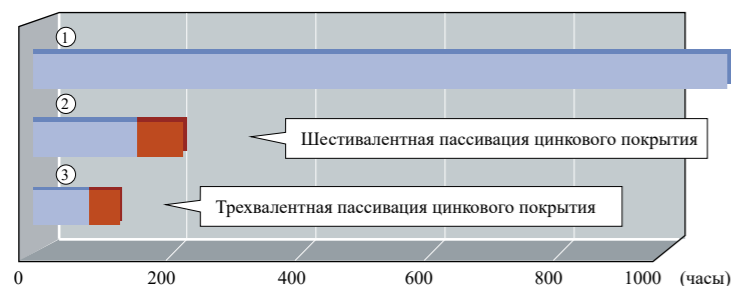 1
2
Шестивалентная пассивация цинкового покрытия
3
Трехвалентная пассивация цинкового покрытия
0 200 400 600 800 1000 (часы)